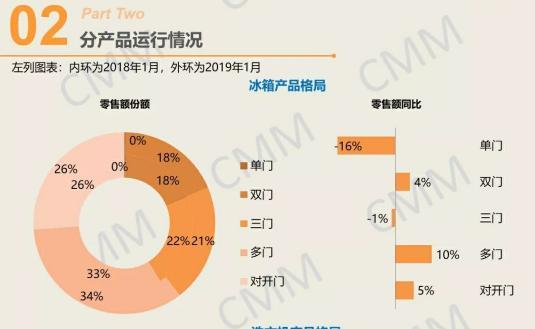 02
Part Two
分产品运行情况
左列图表：内环为2018年1月，外环为2019年1月
冰箱产品格局
零售额份额
零售额同比
0%
0%
18%
18%
22%
21%
33%
34%
26%
26%
单门
双门
三门
多门
对开门
-16%
单门
4%
双门
-1%
三门
10%
多门
5%
对开门
CMM
CMM
CMM
CMM
CMM